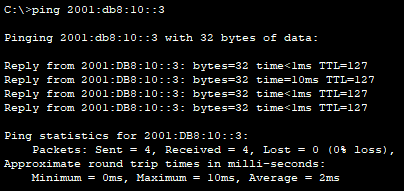 C:\>ping 2001:db8:10::3
Pinging 2001:db8:10::3 with 32 bytes of data:
Reply from 2001:DB8:10::3: bytes=32 time<1ms TTL=127
Reply from 2001:DB8:10::3: bytes=32 time=10ms TTL=127
Reply from 2001:DB8:10::3: bytes=32 time<1ms TTL=127
Reply from 2001:DB8:10::3: bytes=32 time<1ms TTL=127
Ping statistics for 2001:DB8:10::3:
    Packets: Sent = 4, Received = 4, Lost = 0 (0% loss),
Approximate round trip times in milli-seconds:
    Minimum = 0ms, Maximum = 10ms, Average = 2ms